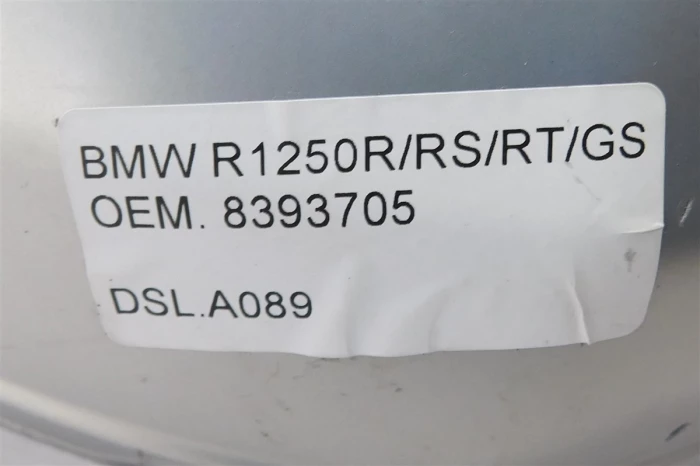 BMW R1250R/RS/RT/GS
OEM. 8393705
DSL.A089